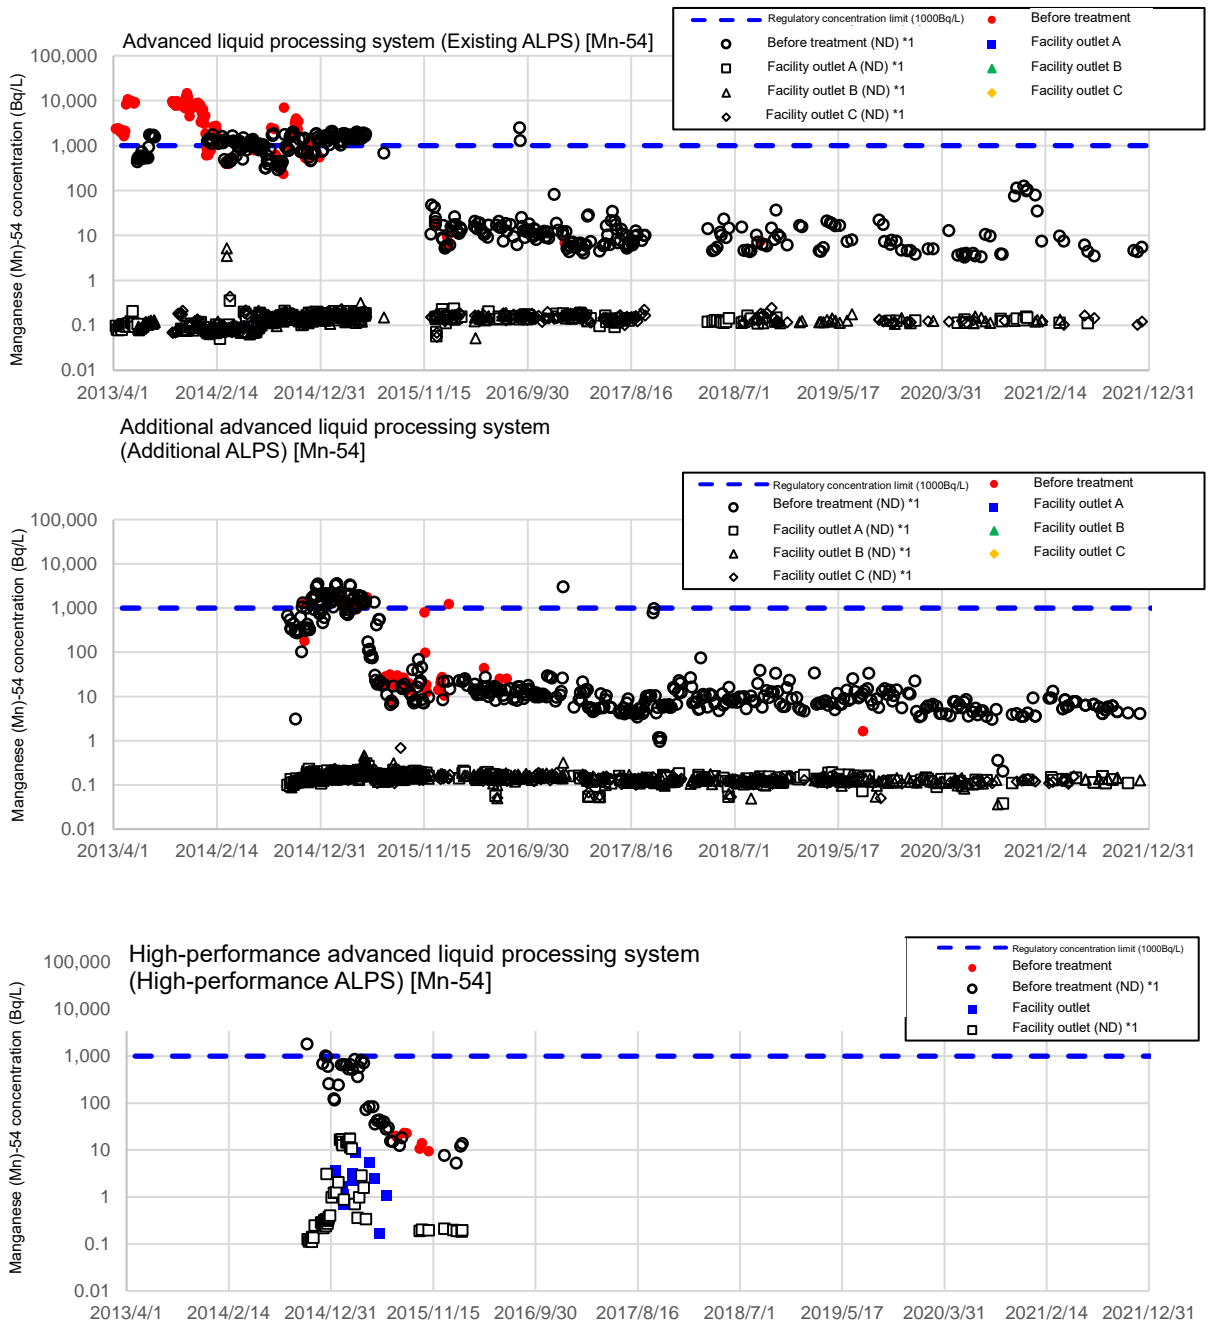 Advanced liquid processing system (Existing ALPS) [Mn-54]
Regulatory concentration limit (1000Bq/L)
Before treatment
Before treatment (ND) *1
Facility outlet A
Facility outlet A (ND) *1
Facility outlet B
Facility outlet B (ND) *1
Facility outlet C
Facility outlet C (ND) *1
Manganese (Mn)-54 concentration (Bq/L)
100,000
10,000
1,000
100
10
1
0.1
0.01
2013/4/1 2014/2/14 2014/12/31 2015/11/15 2016/9/30 2017/8/16 2018/7/1 2019/5/17 2020/3/31 2021/2/14 2021/12/31
Additional advanced liquid processing system
(Additional ALPS) [Mn-54]
Regulatory concentration limit (1000Bq/L)
Before treatment
Before treatment (ND) *1
Facility outlet A
Facility outlet A (ND) *1
Facility outlet B
Facility outlet B (ND) *1
Facility outlet C
Facility outlet C (ND) *1
Manganese (Mn)-54 concentration (Bq/L)
100,000
10,000
1,000
100
10
1
0.1
0.01
2013/4/1 2014/2/14 2014/12/31 2015/11/15 2016/9/30 2017/8/16 2018/7/1 2019/5/17 2020/3/31 2021/2/14 2021/12/31
High-performance advanced liquid processing system
(High-performance ALPS) [Mn-54]
Regulatory concentration limit (1000Bq/L)
Before treatment
Before treatment (ND) *1
Facility outlet
Facility outlet (ND) *1
Manganese (Mn)-54 concentration (Bq/L)
100,000
10,000
1,000
100
10
1
0.1
0.01
2013/4/1 2014/2/14 2014/12/31 2015/11/15 2016/9/30 2017/8/16 2018/7/1 2019/5/17 2020/3/31 2021/2/14 2021/12/31